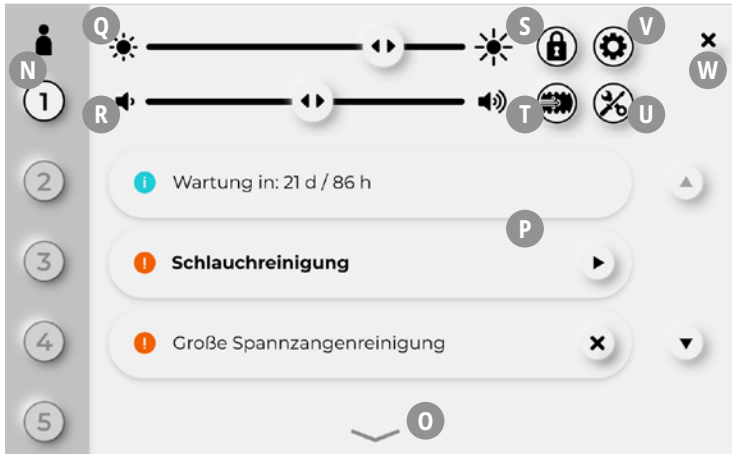 Q S V
N W
1 R T U
2 Wartung in: 21 d / 86 h
P
3 Schlauchreinigung
4 Große Spannzangenreinigung
5 O